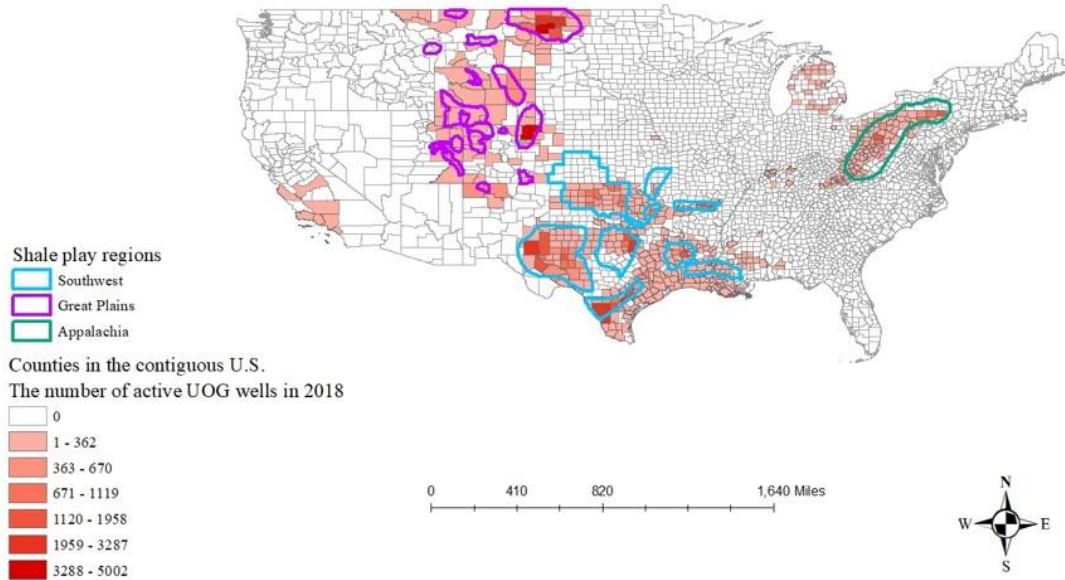 Shale play regions
Southwest
Great Plains
Appalachia
Counties in the contiguous U.S.
The number of active UOG wells in 2018
0
1 - 362
363 - 670
671 - 1119
1120 - 1958
1959 - 3287
3288 - 5002
0 410 820 1,640 Miles
N
W E
S